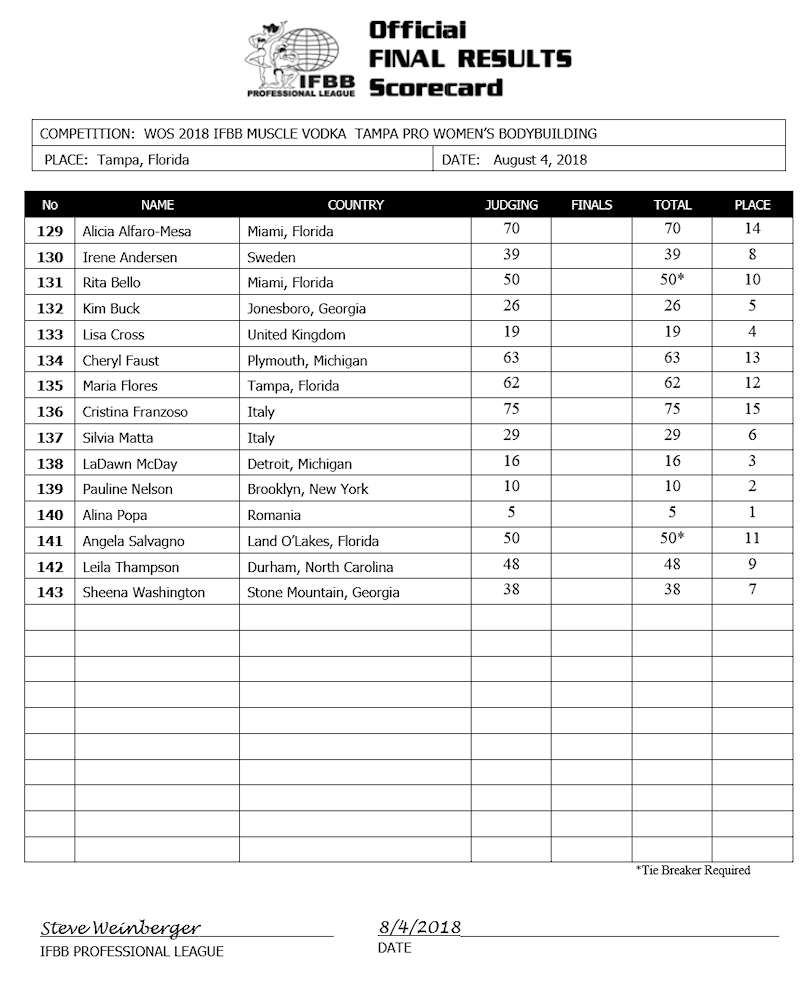 Official
FINAL RESULTS
Scorecard
IFBB
PROFESSIONAL LEAGUE
COMPETITION: WOS 2018 IFBB MUSCLE VODKA TAMPA PRO WOMEN'S BODYBUILDING
PLACE: Tampa, Florida DATE: August 4, 2018
No NAME COUNTRY JUDGING FINALS TOTAL PLACE
129 Alicia Alfaro-Mesa Miami, Florida 70 70 14
130 Irene Andersen Sweden 39 39 8
131 Rita Bello Miami, Florida 50 50* 10
132 Kim Buck Jonesboro, Georgia 26 26 5
133 Lisa Cross United Kingdom 19 19 4
134 Cheryl Faust Plymouth, Michigan 63 63 13
135 Maria Flores Tampa, Florida 62 62 12
136 Cristina Franzoso Italy 75 75 15
137 Silvia Matta Italy 29 29 6
138 LaDawn McDay Detroit, Michigan 16 16 3
139 Pauline Nelson Brooklyn, New York 10 10 2
140 Alina Popa Romania 5 5 1
141 Angela Salvagno Land O'Lakes, Florida 50 50* 11
142 Leila Thampson Durham, North Carolina 48 48 9
143 Sheena Washington Stone Mountain, Georgia 38 38 7
*Tie Breaker Required
Steve Weinberger 8/4/2018
IFBB PROFESSIONAL LEAGUE DATE